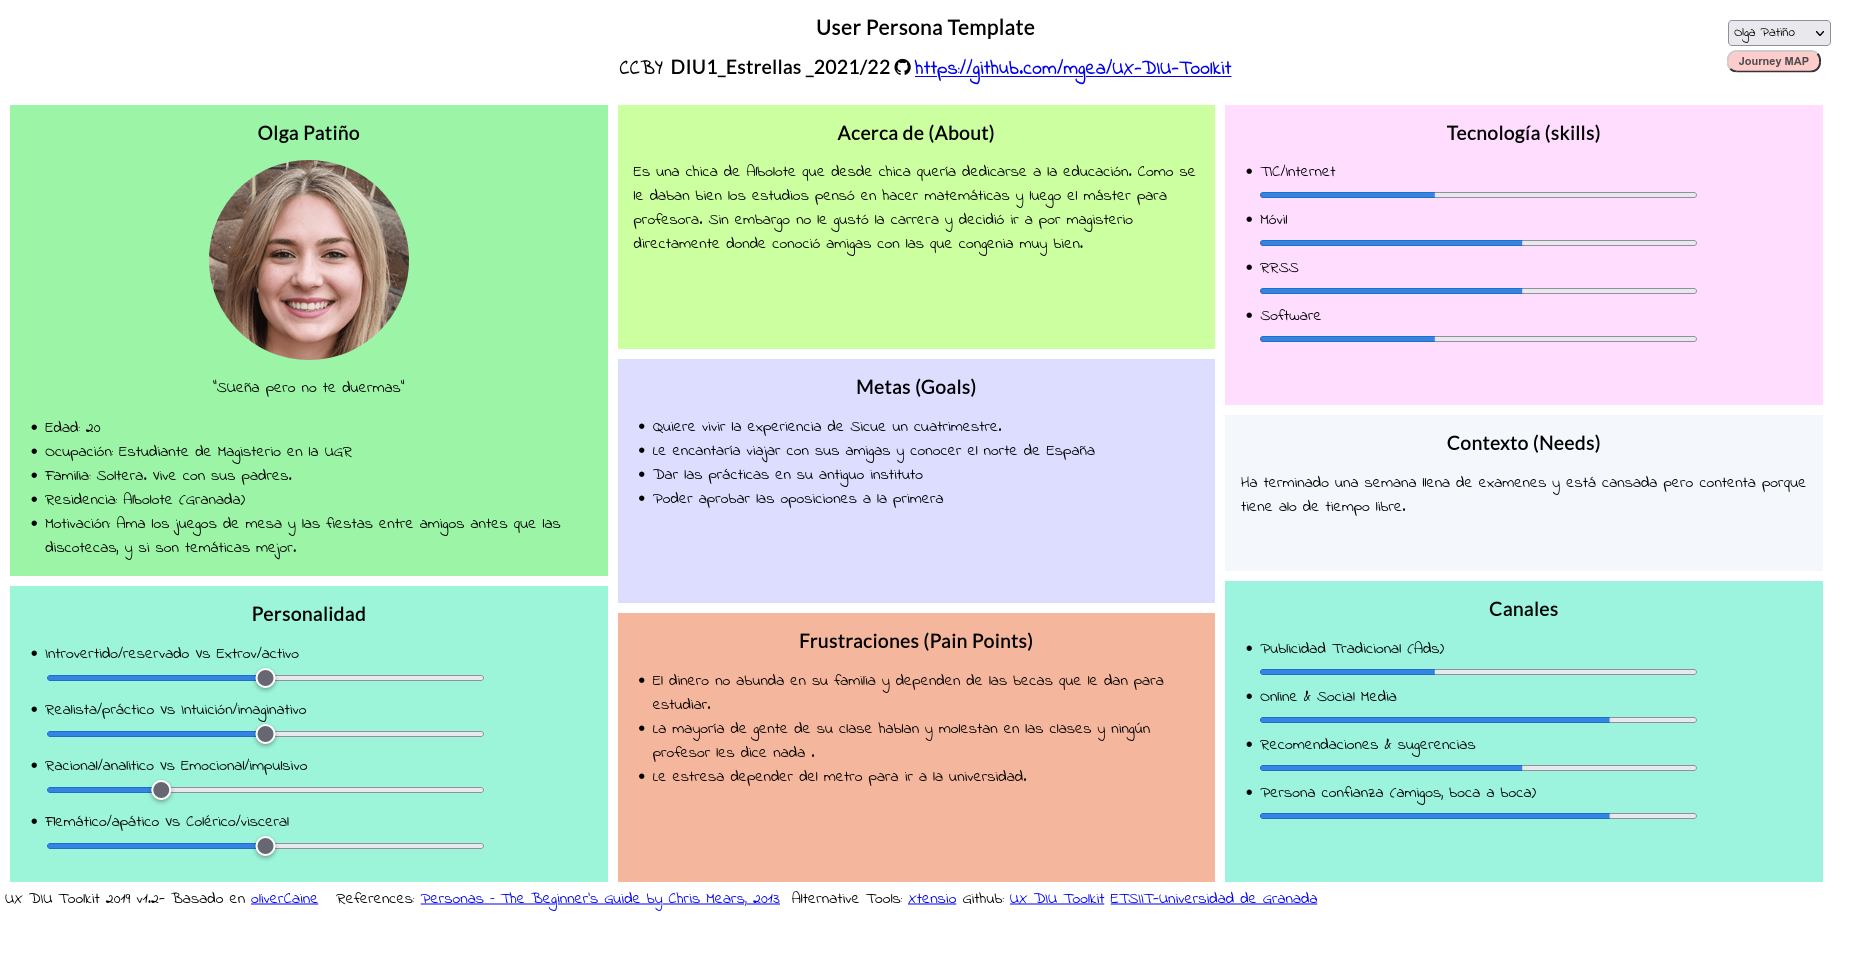 User Persona Template
CCBY DIU1_Estrellas _2021/22 https://github.com/mgea/UX-DIU-Toolkit
Olga Patiño
Journey MAP
Olga Patiño
"SUeña pero no te duermas"
Edad: 20
Ocupación: Estudiante de Magisterio en la UGR
Familia: Soltera. Vive con sus padres.
Residencia: Albolote (Granada)
Motivación: Ama los juegos de mesa y las fiestas entre amigos antes que las
discotecas, y si son temáticas mejor.
Personalidad
Introvertido/reservado Vs Extrov/activo
Realista/práctico Vs Intuición/imaginativo
Racional/analítico Vs Emocional/impulsivo
Flemático/apático Vs Colérico/visceral
Acerca de (About)
Es una chica de Albolote que desde chica quería dedicarse a la educación. Como se
le daban bien los estudios pensó en hacer matemáticas y luego el máster para
profesora. Sin embargo no le gustó la carrera y decidió ir a por magisterio
directamente donde conoció amigas con las que congenia muy bien.
Metas (Goals)
Quiere vivir la experiencia de Sicue un cuatrimestre.
Le encantaría viajar con sus amigas y conocer el norte de España
Dar las prácticas en su antiguo instituto
Poder aprobar las oposiciones a la primera
Frustraciones (Pain Points)
El dinero no abunda en su familia y dependen de las becas que le dan para
estudiar.
La mayoría de gente de su clase hablan y molestan en las clases y ningún
profesor les dice nada .
Le estresa depender del metro para ir a la universidad.
Tecnología (skills)
TIC/Internet
Móvil
RRSS
Software
Contexto (Needs)
Ha terminado una semana llena de examenes y está cansada pero contenta porque
tiene alo de tiempo libre.
Canales
Publicidad Tradicional (Ads)
Online & Social Media
Recomendaciones & sugerencias
Persona confianza (amigos, boca a boca)
UX DIU Toolkit 2019 v1.2- Basado en oliverCaine References: Personas - The Beginner's Guide by Chris Mears, 2013 Alternative Tools: Xtensio Github: UX DIU Toolkit ETSIIT-Universidad de Granada